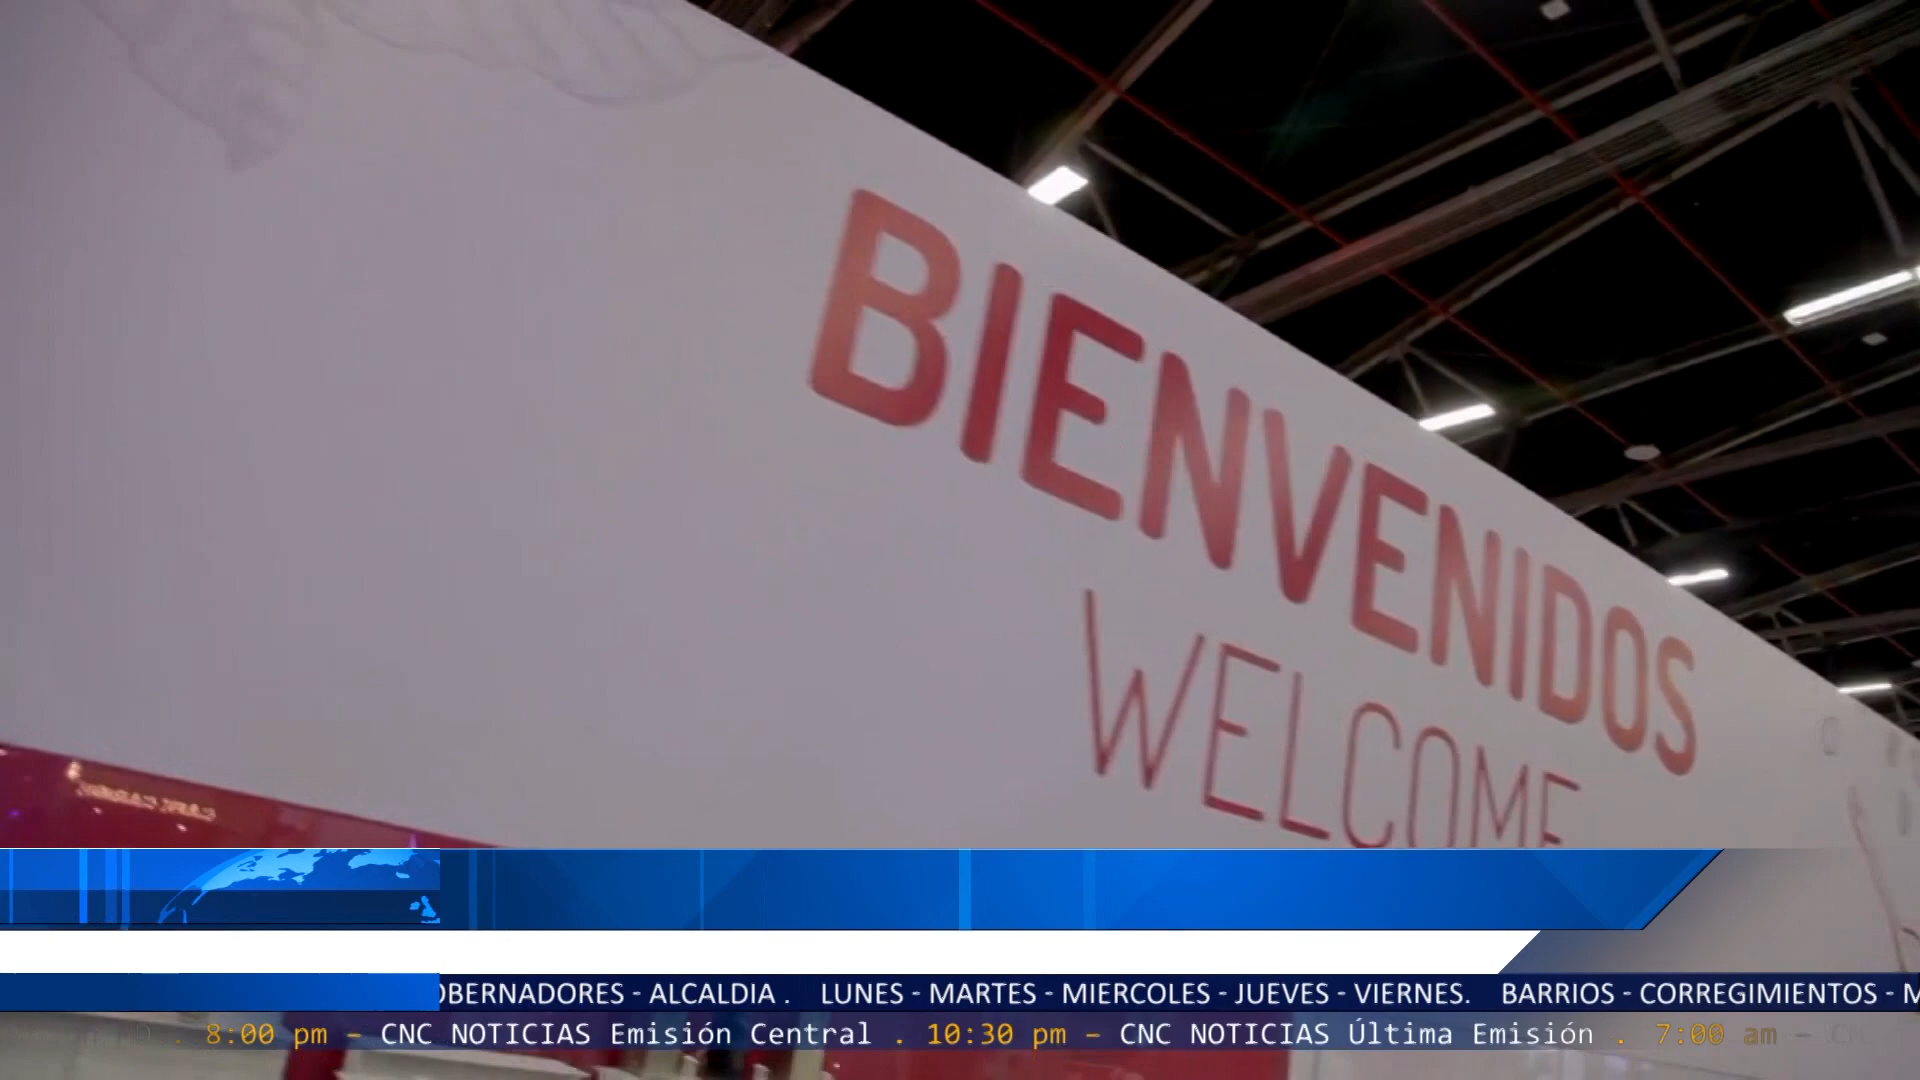 BIENVENIDOS
WELCOME
OBERNADORES - ALCALDIA . LUNES - MARTES - MIERCOLES - JUEVES - VIERNES. BARRIOS - CORREGIMIENTOS - M
. 8:00 pm – CNC NOTICIAS Emisión Central . 10:30 pm – CNC NOTICIAS Última Emisión . 7:00 am –